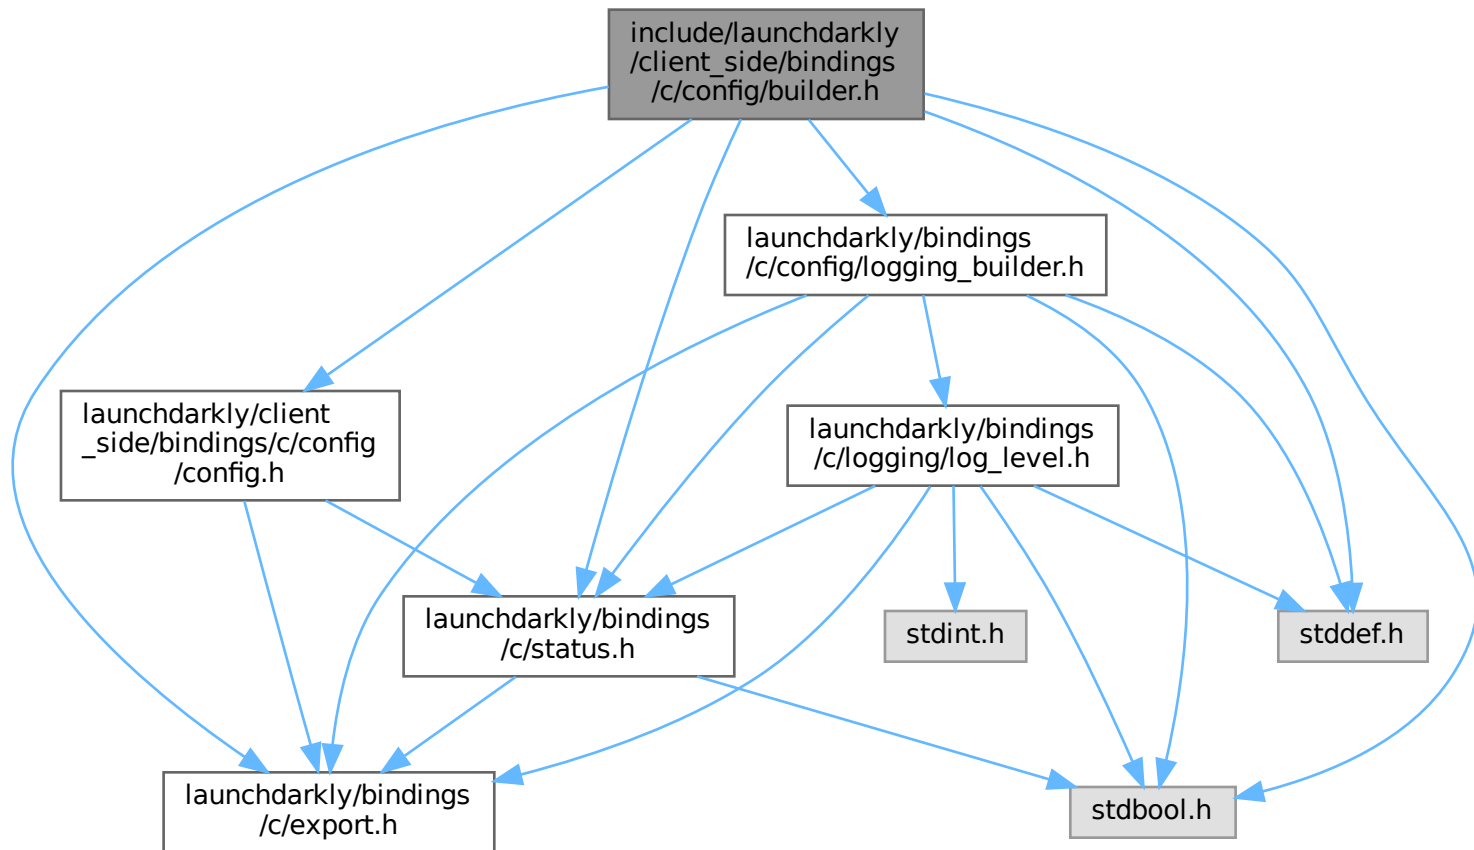 include/launchdarkly
/client_side/bindings
/c/config/builder.h
launchdarkly/bindings
/c/config/logging_builder.h
launchdarkly/client
_side/bindings/c/config
/config.h
launchdarkly/bindings
/c/logging/log_level.h
launchdarkly/bindings
/c/status.h
stdint.h
stddef.h
launchdarkly/bindings
/c/export.h
stdbool.h